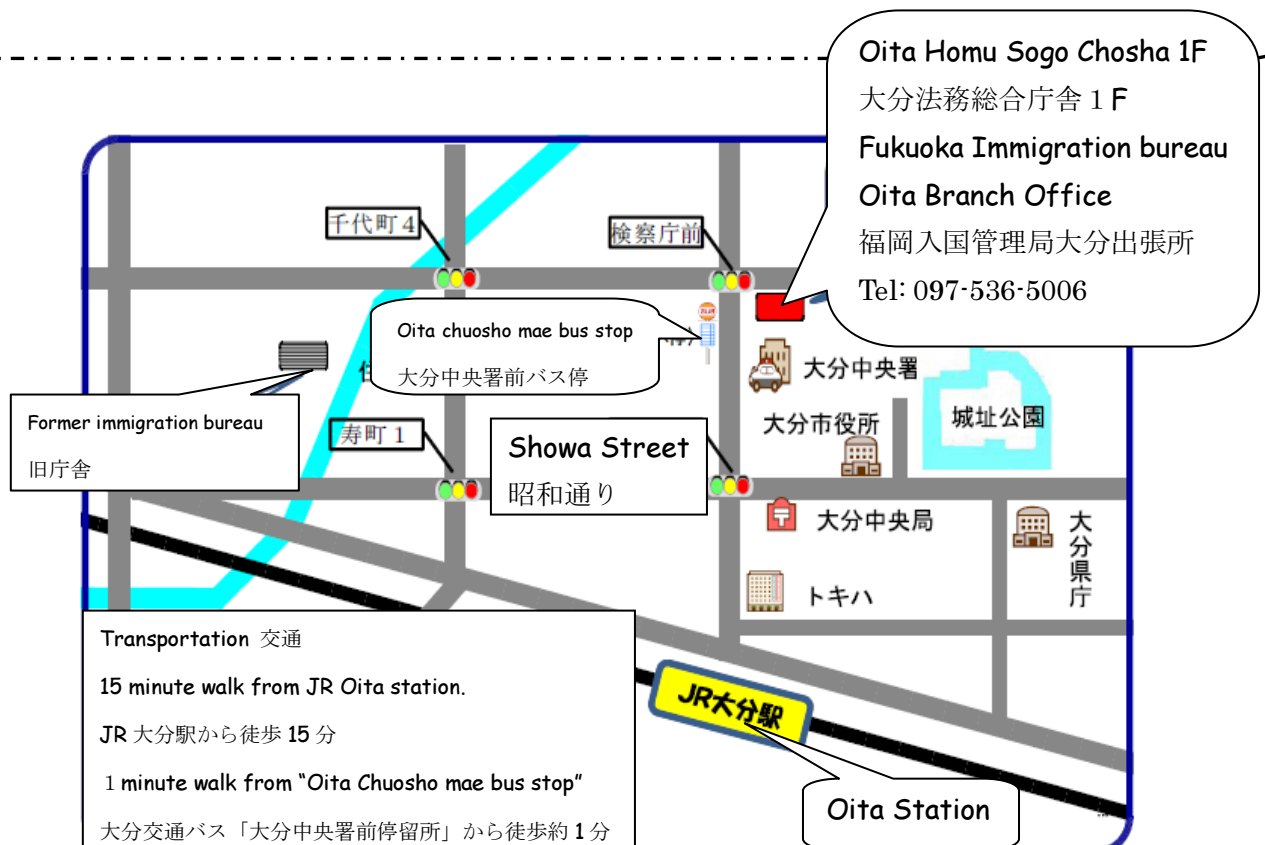 Oita Homu Sogo Chosha 1F
大分法務総合庁舎１F
Fukuoka Immigration bureau
Oita Branch Office
福岡入国管理局大分出張所
Tel: 097-536-5006
千代町４
検察庁前
Oita chuosho mae bus stop
大分中央署前バス停
大分中央署
Former immigration bureau
旧庁舎
寿町１
Showa Street
昭和通り
大分市役所
城址公園
大分中央局
大分県庁
トキハ
JR大分駅
Oita Station
Transportation 交通
15 minute walk from JR Oita station.
JR 大分駅から徒歩 15 分
１minute walk from “Oita Chuosho mae bus stop”
大分交通バス「大分中央署前停留所」から徒歩約 1 分